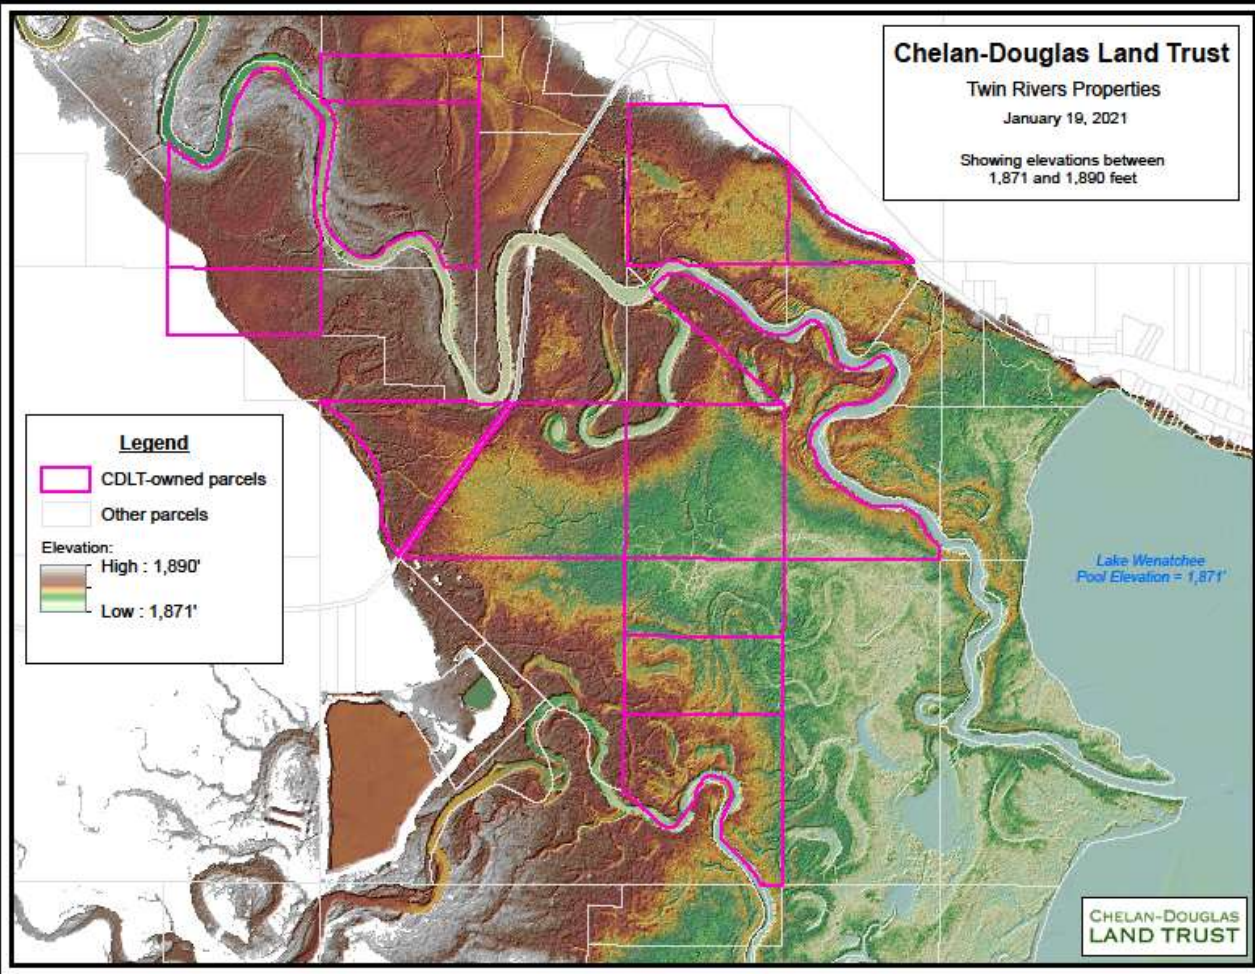 Chelan-Douglas Land Trust
Twin Rivers Properties
January 19, 2021
Showing elevations between
1,871 and 1,890 feet
Legend
CDLT-owned parcels
Other parcels
Elevation:
High : 1,890'
Low : 1,871'
Lake Wenatchee
Pool Elevation = 1,871'
CHELAN-DOUGLAS
LAND TRUST